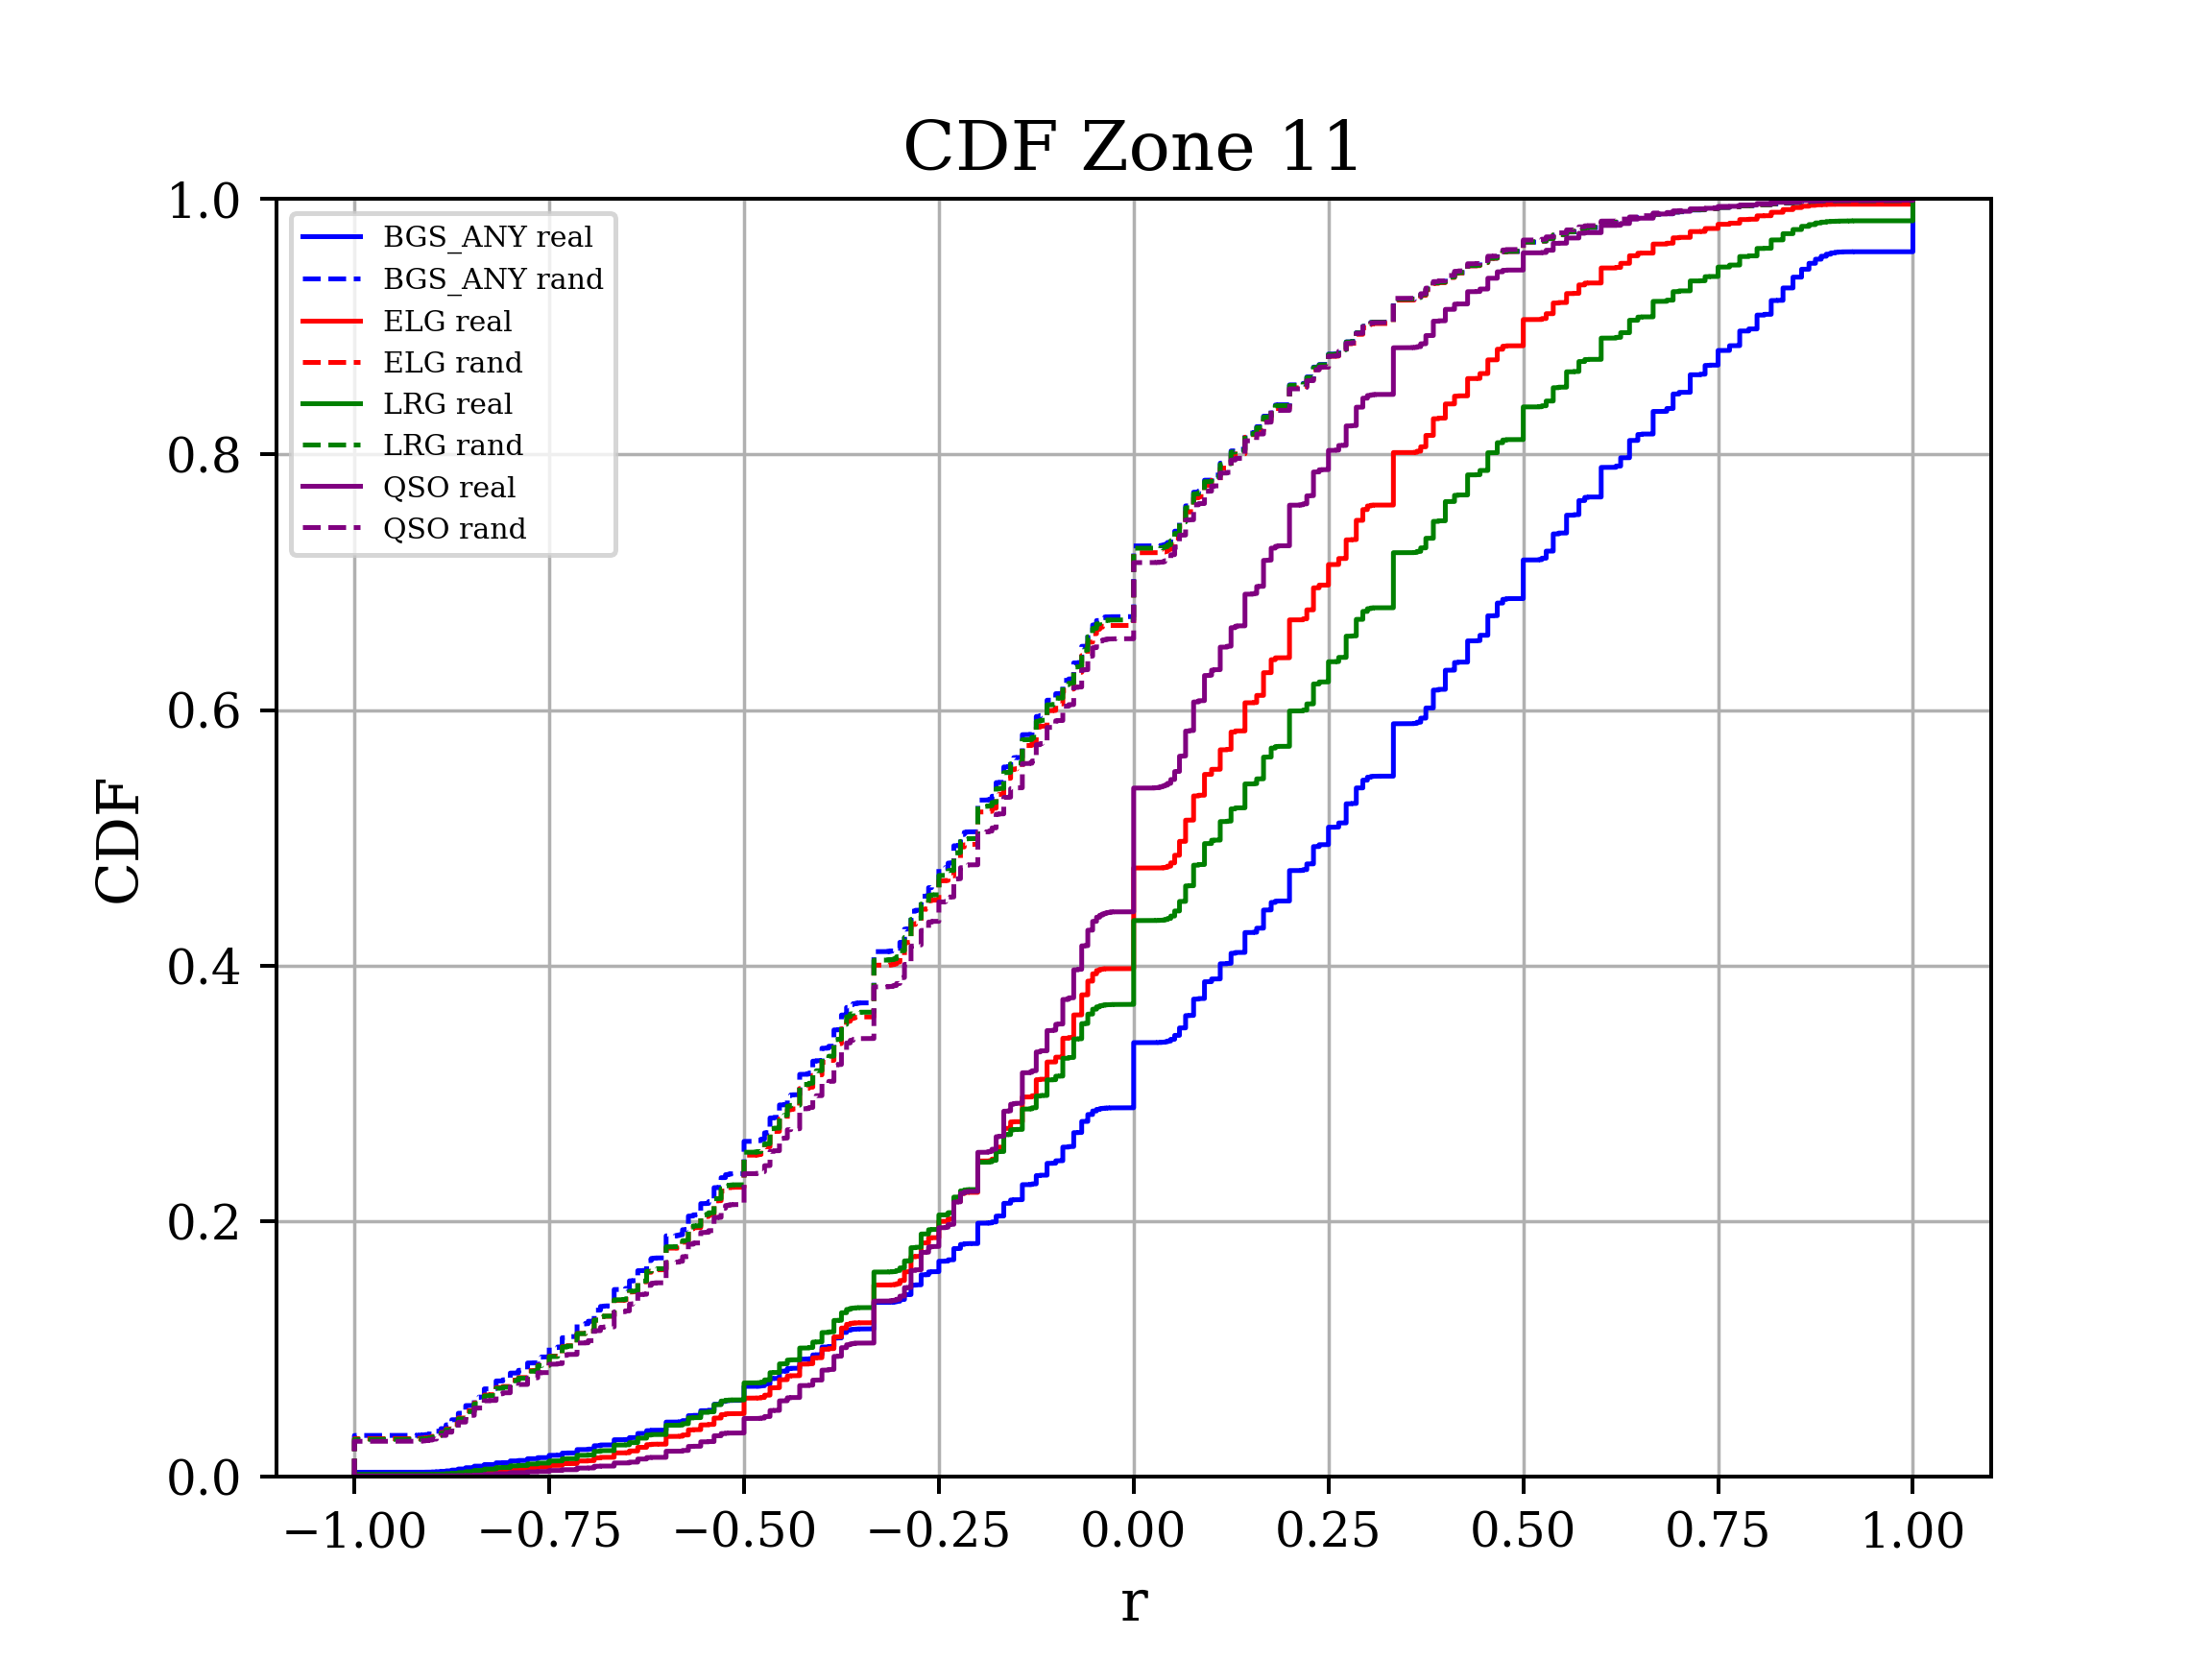 CDF Zone 11
1.0
0.8
0.6
0.4
0.2
0.0
CDF
BGS_ANY real
BGS_ANY rand
ELG real
ELG rand
LRG real
LRG rand
QSO real
QSO rand
−1.00 −0.75 −0.50 −0.25 0.00 0.25 0.50 0.75 1.00
r